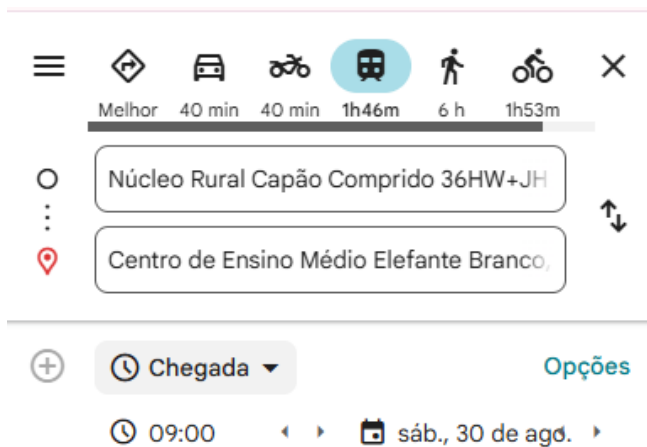 Melhor 40 min 40 min 1h46m 6 h 1h53m
Núcleo Rural Capão Comprido 36HW+JH
Centro de Ensino Médio Elefante Branco,
Chegada Opções
09:00 sáb., 30 de ago.